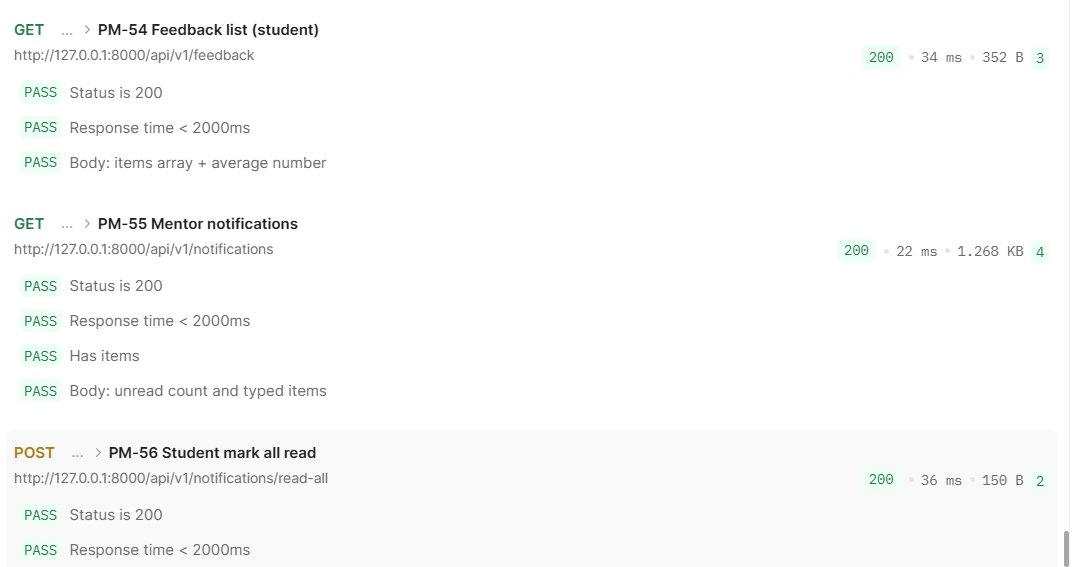 GET ... > PM-54 Feedback list (student)
http://127.0.0.1:8000/api/v1/feedback
200 • 34 ms • 352 B 3
PASS Status is 200
PASS Response time < 2000ms
PASS Body: items array + average number
GET ... > PM-55 Mentor notifications
http://127.0.0.1:8000/api/v1/notifications
200 • 22 ms • 1.268 KB 4
PASS Status is 200
PASS Response time < 2000ms
PASS Has items
PASS Body: unread count and typed items
POST ... > PM-56 Student mark all read
http://127.0.0.1:8000/api/v1/notifications/read-all
200 • 36 ms • 150 B 2
PASS Status is 200
PASS Response time < 2000ms